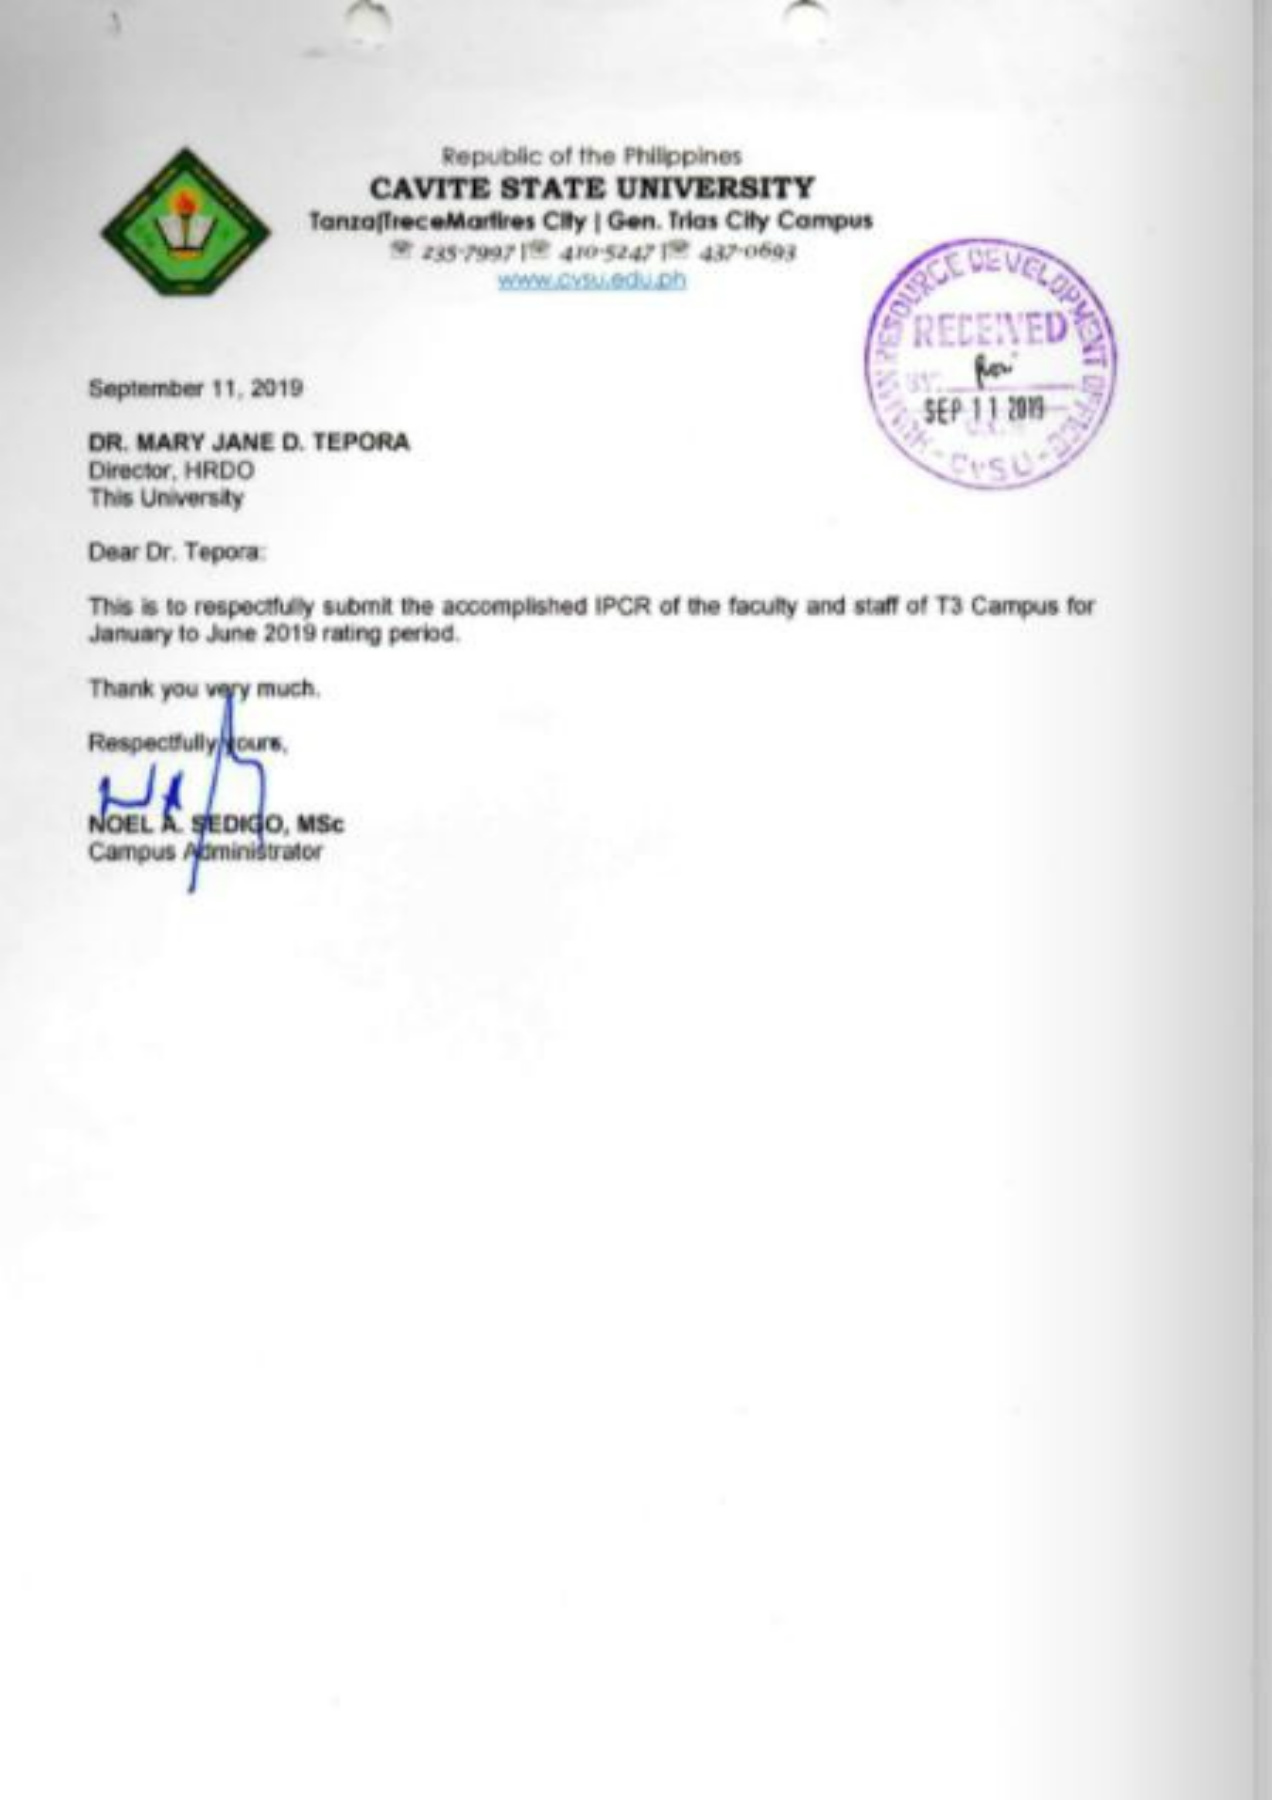 Republic of the Philippines
CAVITE STATE UNIVERSITY
Tanza|TreceMartires City | Gen. Trias City Campus
☏ 235-7997 |☏ 410-5247 |☏ 437-0693
www.cvsu.edu.ph
HUMAN RESOURCE DEVELOPMENT OFFICE
RECEIVED
BY:
SEP 11 2019
- CvSU -
September 11, 2019
DR. MARY JANE D. TEPORA
Director, HRDO
This University
Dear Dr. Tepora:
This is to respectfully submit the accomplished IPCR of the faculty and staff of T3 Campus for
January to June 2019 rating period.
Thank you very much.
Respectfully yours,
NOEL A. SEDIGO, MSc
Campus Administrator